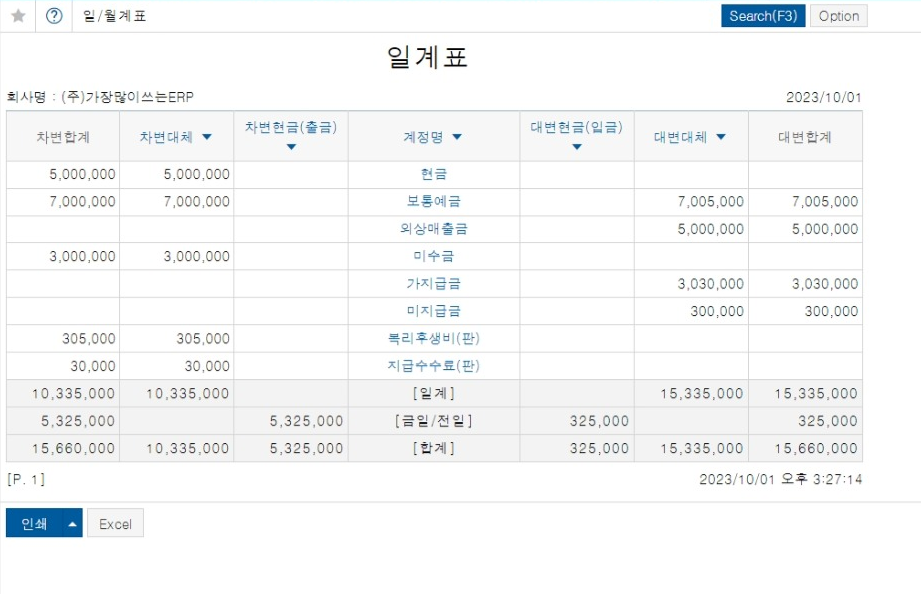 일/월계표 Search(F3) Option
일계표
회사명 : (주)가장많이쓰는ERP 2023/10/01
차변합계 차변대체 ▼ 차변현금(출금) ▼ 계정명 ▼ 대변현금(입금) ▼ 대변대체 ▼ 대변합계
5,000,000 5,000,000 현금
7,000,000 7,000,000 보통예금 7,005,000 7,005,000
외상매출금 5,000,000 5,000,000
3,000,000 3,000,000 미수금
가지급금 3,030,000 3,030,000
미지급금 300,000 300,000
305,000 305,000 복리후생비(판)
30,000 30,000 지급수수료(판)
10,335,000 10,335,000 [일계] 15,335,000 15,335,000
5,325,000 5,325,000 [금일/전일] 325,000 325,000
15,660,000 10,335,000 5,325,000 [합계] 325,000 15,335,000 15,660,000
[P. 1] 2023/10/01 오후 3:27:14
인쇄 Excel